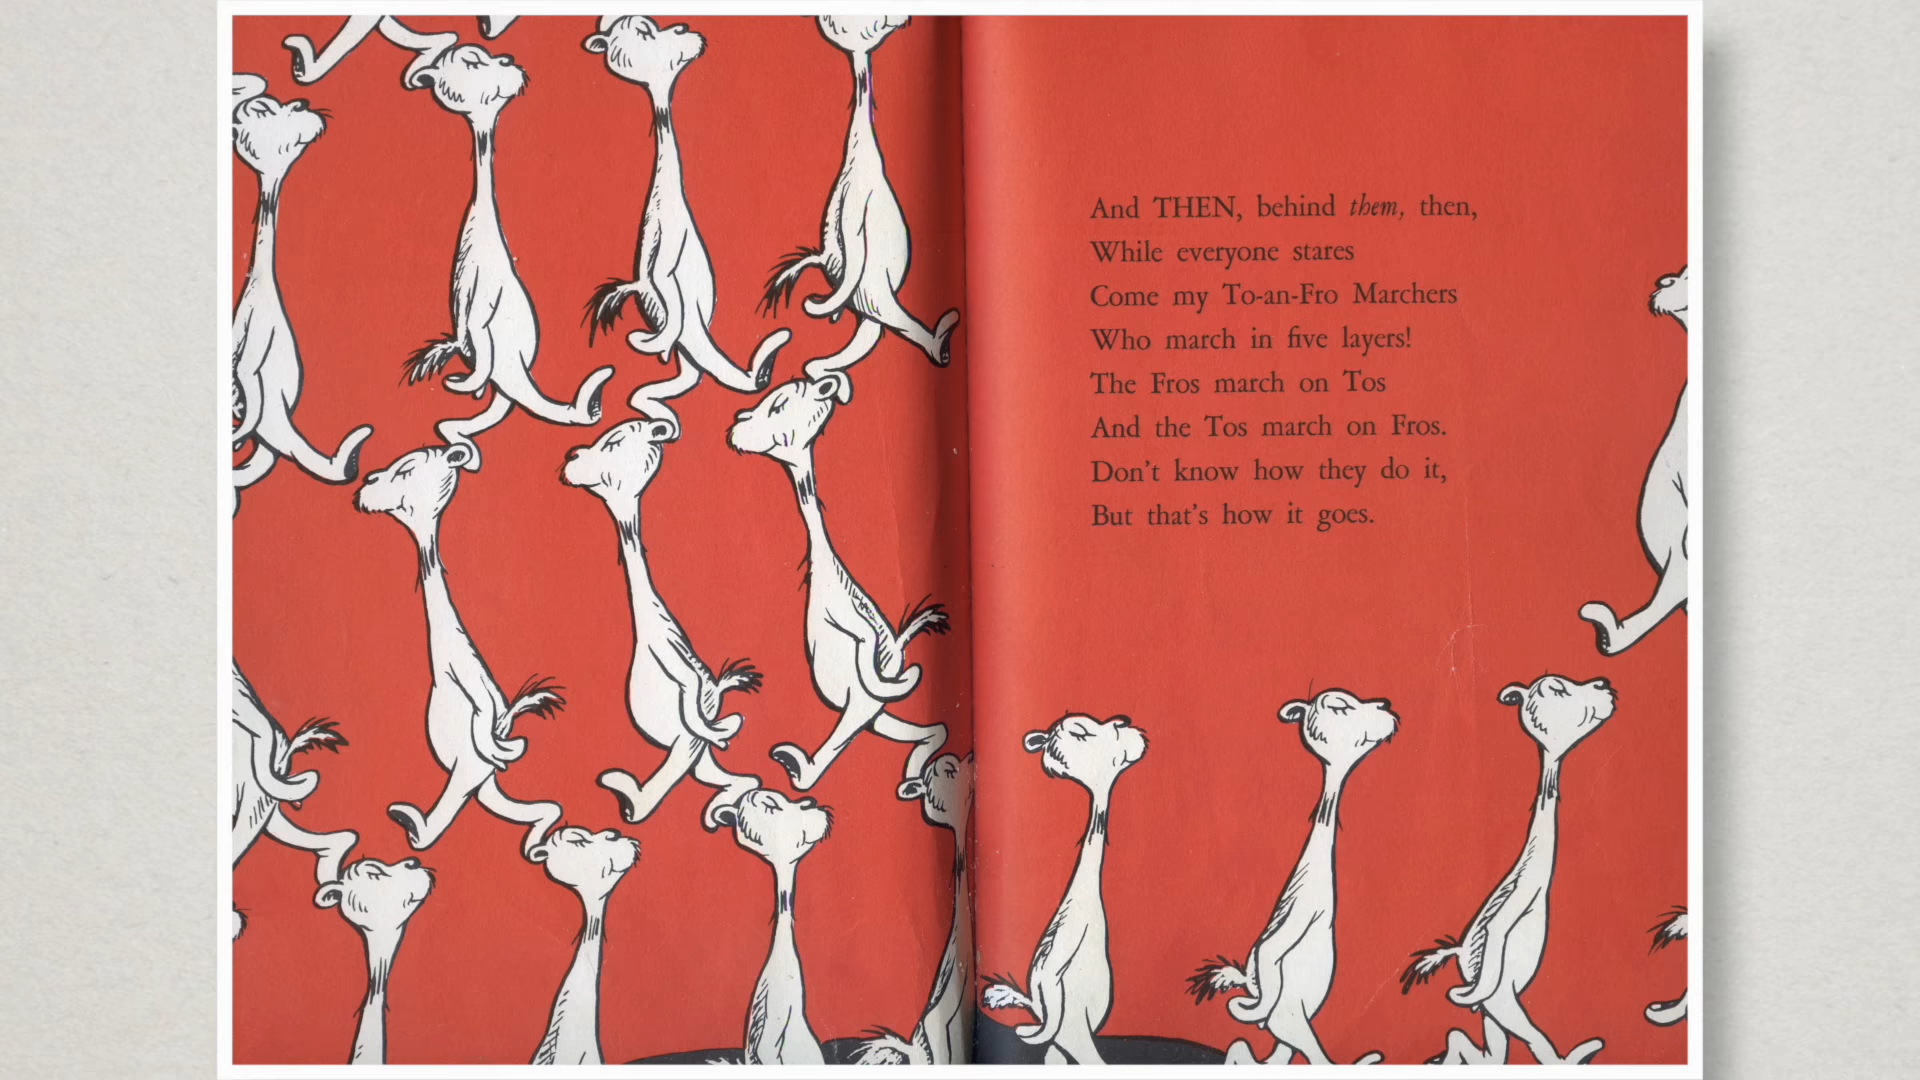 And THEN, behind them, then,
While everyone stares
Come my To-an-Fro Marchers
Who march in five layers!
The Fros march on Tos
And the Tos march on Fros.
Don't know how they do it,
But that's how it goes.